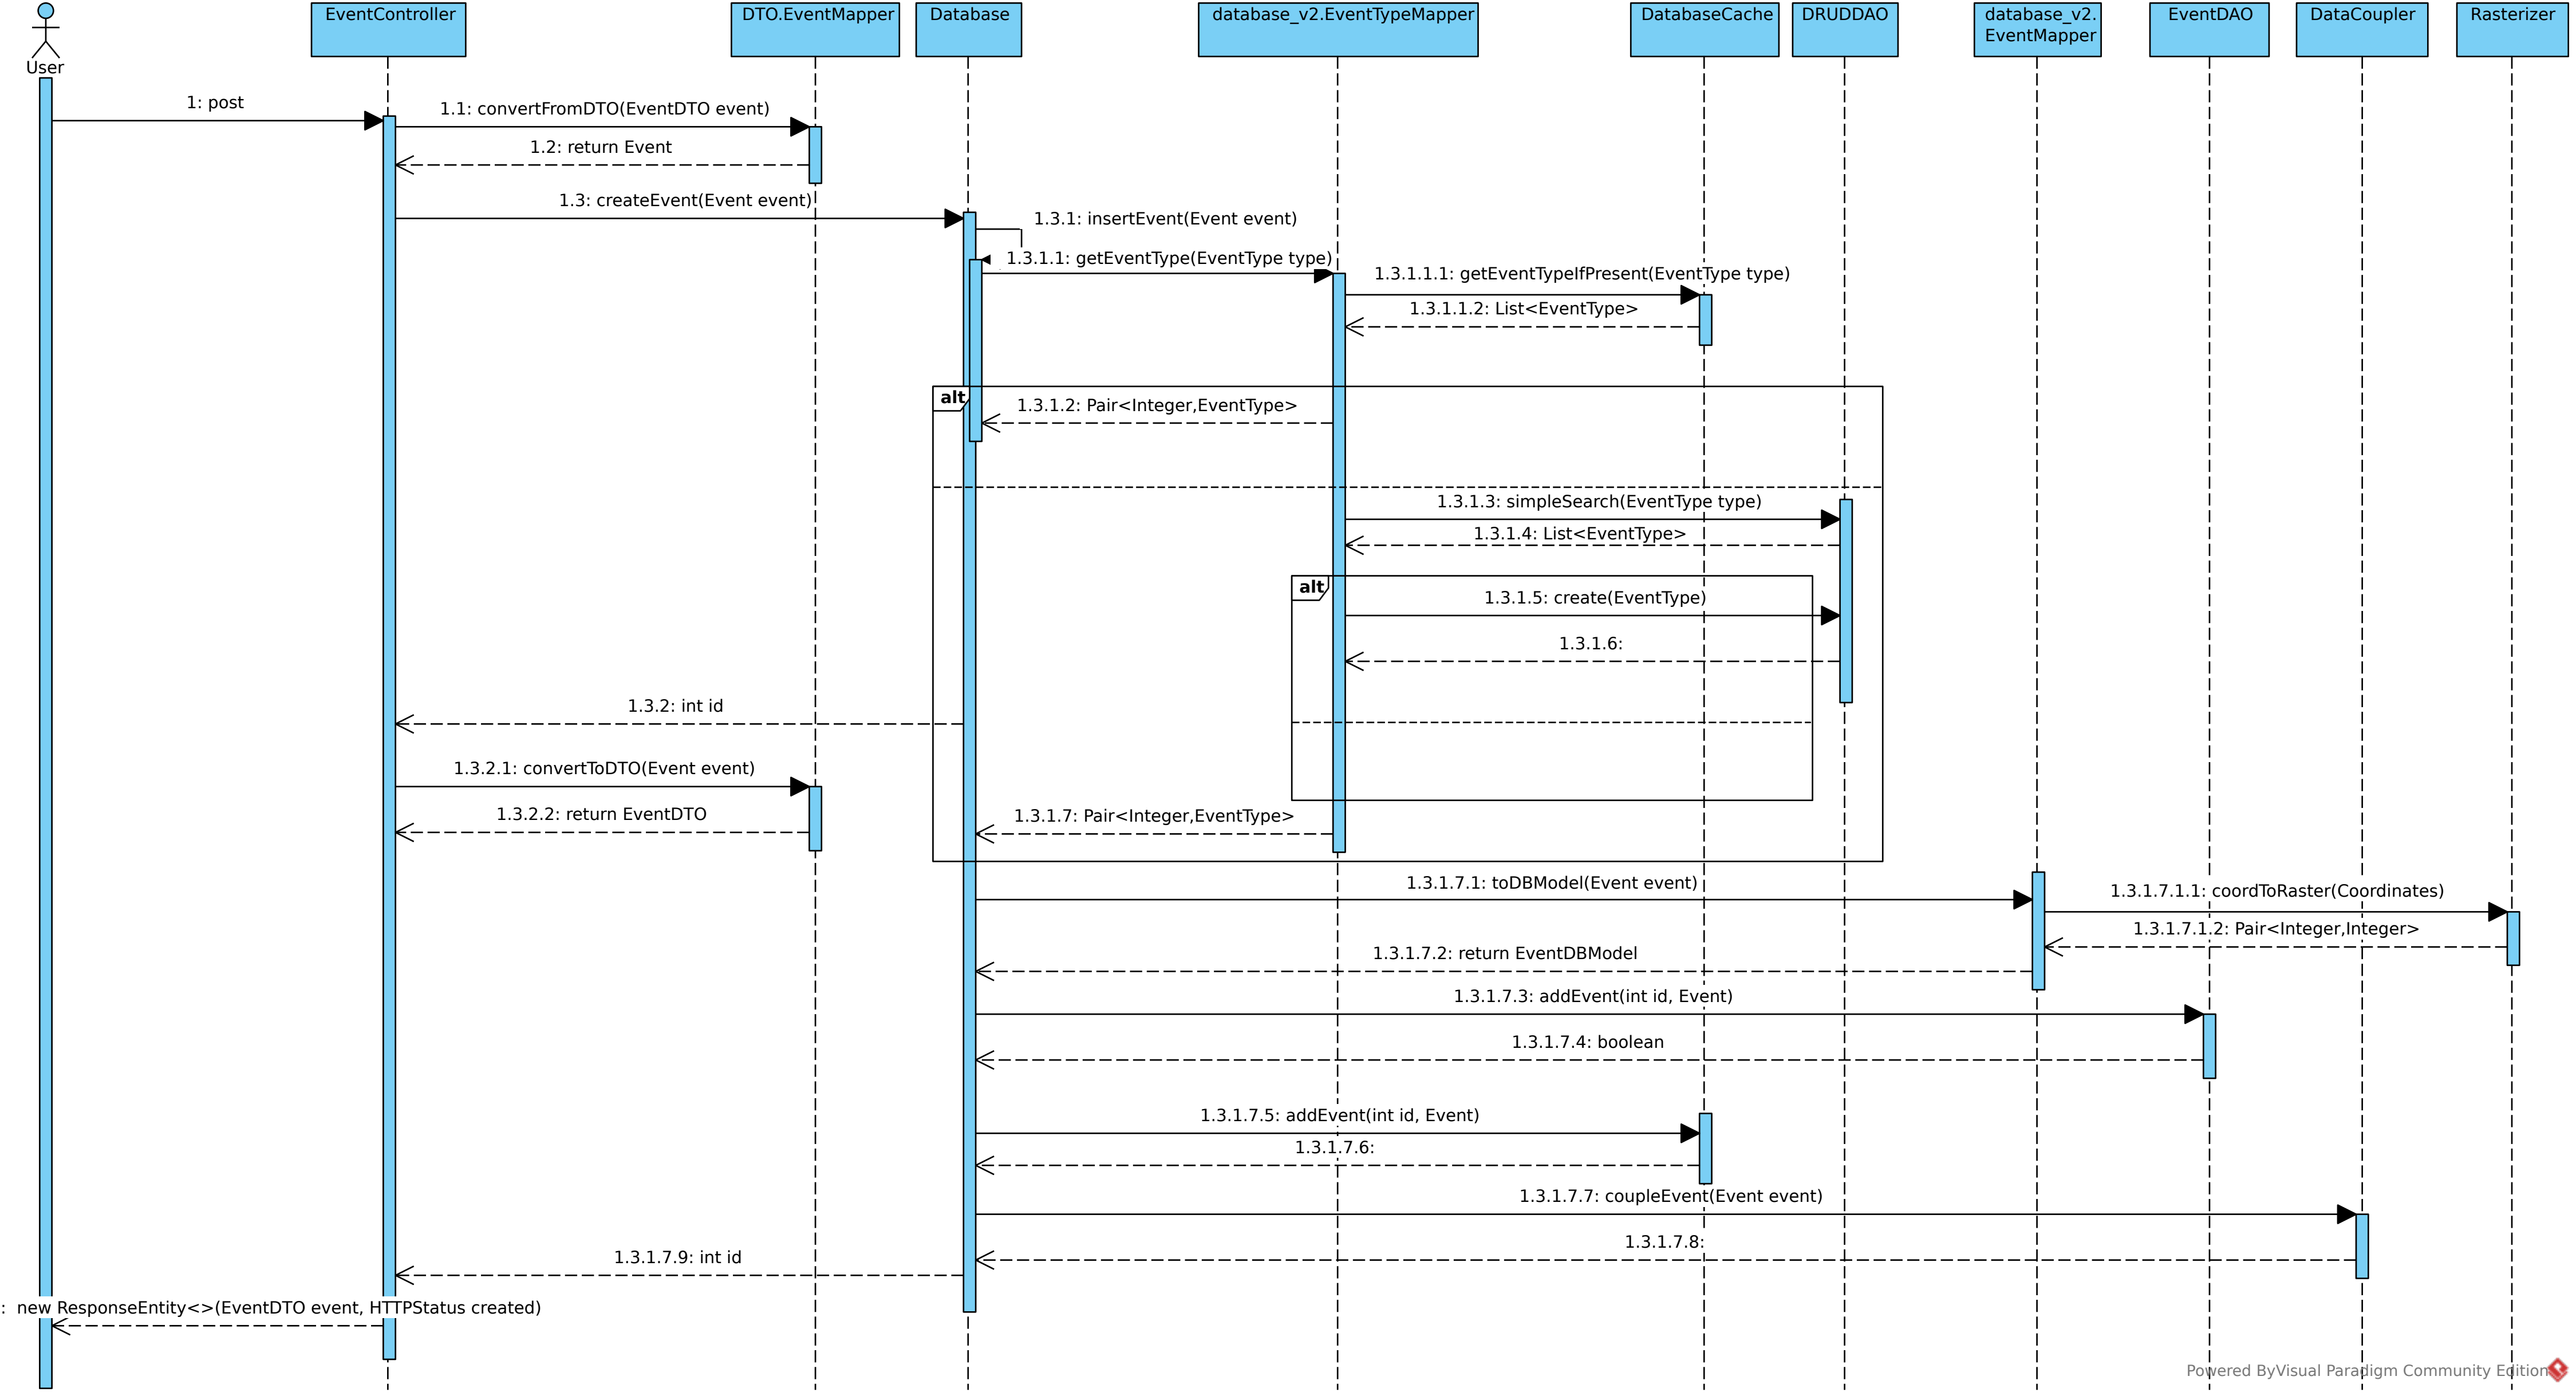 EventController
DTO.EventMapper
Database
database_v2.EventTypeMapper
DatabaseCache
DRUDDAO
database_v2.
EventMapper
EventDAO
DataCoupler
Rasterizer
User
1: post
1.1: convertFromDTO(EventDTO event)
1.2: return Event
1.3: createEvent(Event event)
1.3.1: insertEvent(Event event)
1.3.1.1: getEventType(EventType type)
1.3.1.1.1: getEventTypeIfPresent(EventType type)
1.3.1.1.2: List<EventType>
alt
1.3.1.2: Pair<Integer,EventType>
1.3.1.3: simpleSearch(EventType type)
1.3.1.4: List<EventType>
alt
1.3.1.5: create(EventType)
1.3.1.6:
1.3.2: int id
1.3.2.1: convertToDTO(Event event)
1.3.2.2: return EventDTO
1.3.1.7: Pair<Integer,EventType>
1.3.1.7.1: toDBModel(Event event)
1.3.1.7.1.1: coordToRaster(Coordinates)
1.3.1.7.1.2: Pair<Integer,Integer>
1.3.1.7.2: return EventDBModel
1.3.1.7.3: addEvent(int id, Event)
1.3.1.7.4: boolean
1.3.1.7.5: addEvent(int id, Event)
1.3.1.7.6:
1.3.1.7.7: coupleEvent(Event event)
1.3.1.7.8:
1.3.1.7.9: int id
: new ResponseEntity<>(EventDTO event, HTTPStatus created)
Powered ByVisual Paradigm Community Edition